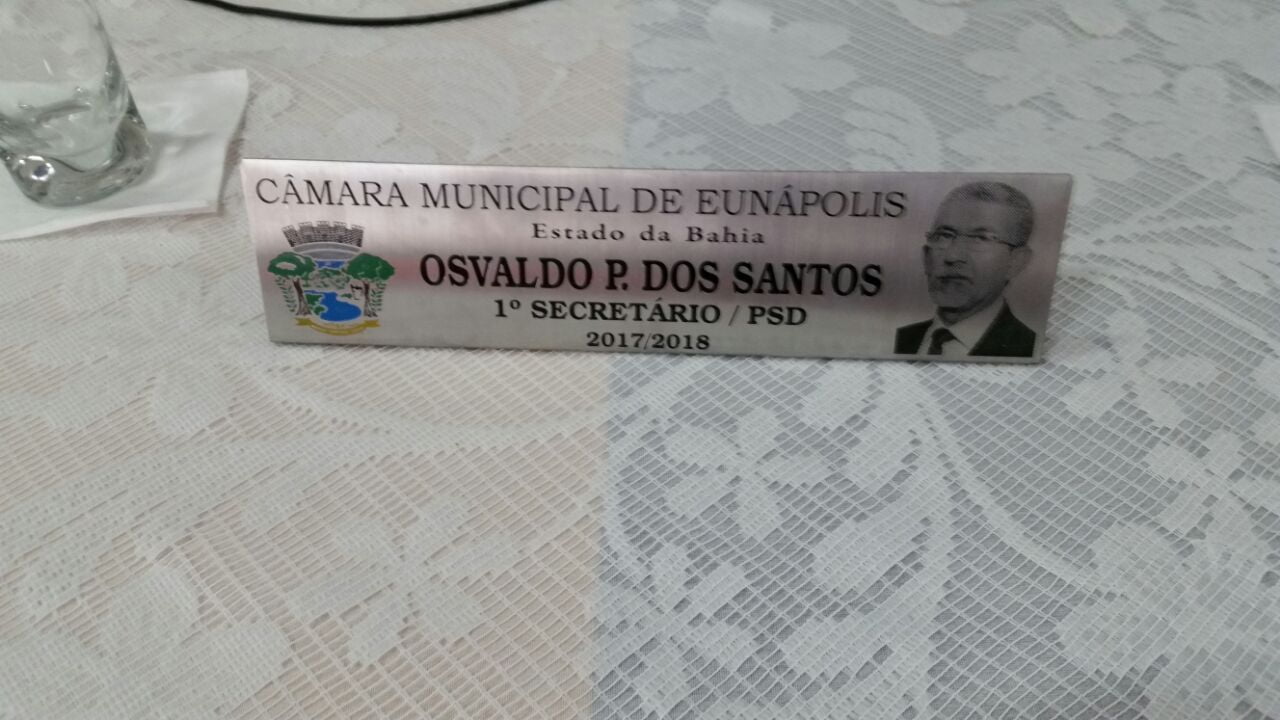 CÂMARA MUNICIPAL DE EUNÁPOLIS
Estado da Bahia
OSVALDO P. DOS SANTOS
1º SECRETÁRIO / PSD
2017/2018